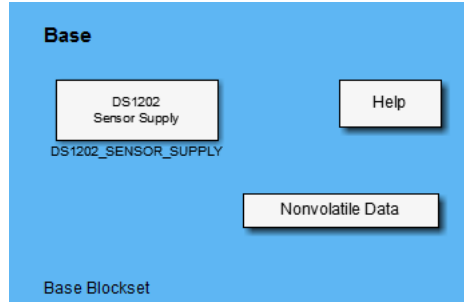 Base
DS1202
Sensor Supply
DS1202_SENSOR_SUPPLY
Help
Nonvolatile Data
Base Blockset